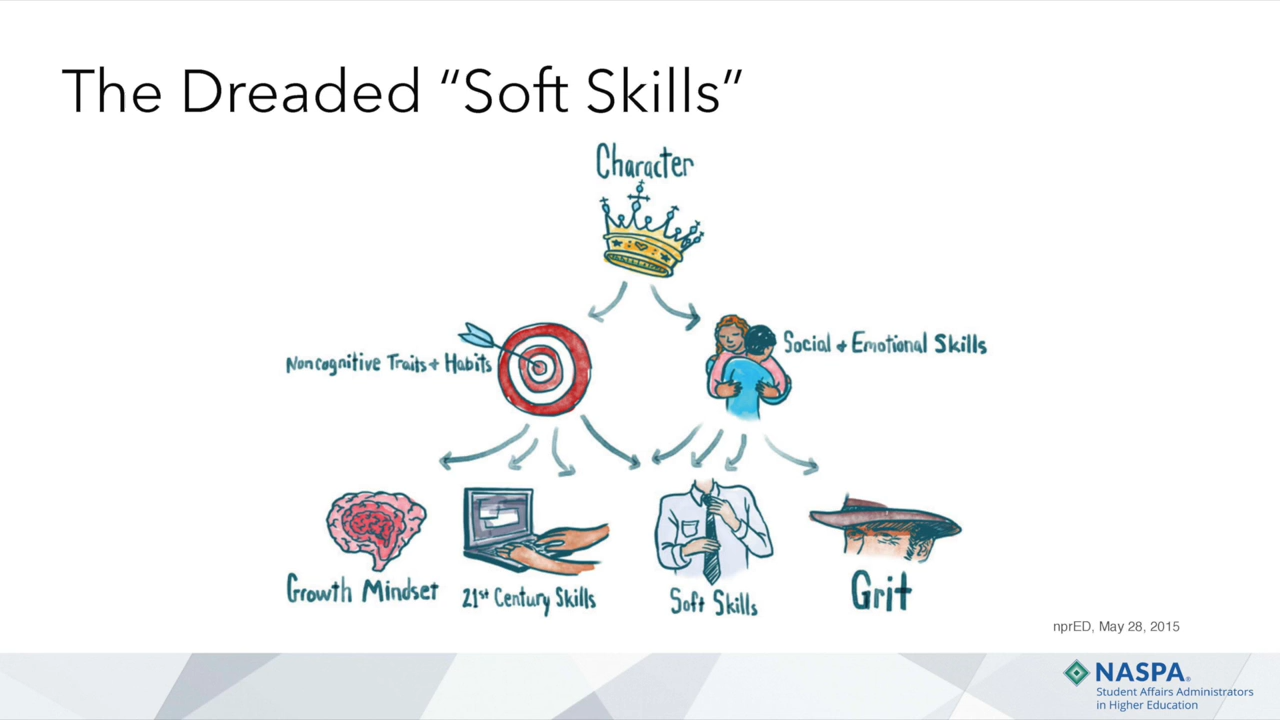 The Dreaded “Soft Skills”
Character
Noncognitive Traits + Habits
Social + Emotional Skills
Growth Mindset
21st Century Skills
Soft Skills
Grit
nprED, May 28, 2015
NASPA®
Student Affairs Administrators
in Higher Education